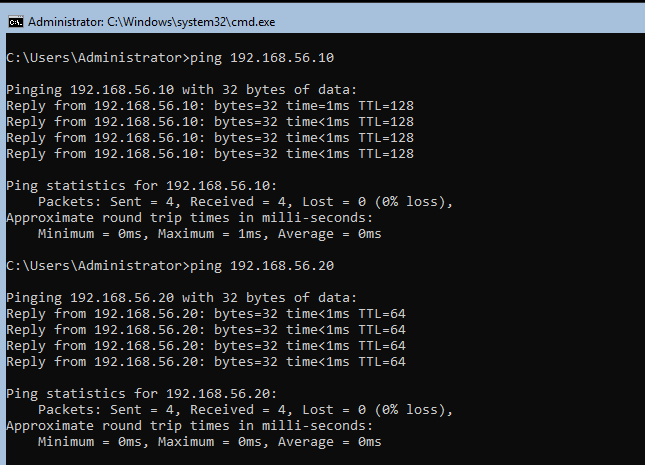 Administrator: C:\Windows\system32\cmd.exe
C:\Users\Administrator>ping 192.168.56.10
Pinging 192.168.56.10 with 32 bytes of data:
Reply from 192.168.56.10: bytes=32 time=1ms TTL=128
Reply from 192.168.56.10: bytes=32 time<1ms TTL=128
Reply from 192.168.56.10: bytes=32 time<1ms TTL=128
Reply from 192.168.56.10: bytes=32 time<1ms TTL=128
Ping statistics for 192.168.56.10:
    Packets: Sent = 4, Received = 4, Lost = 0 (0% loss),
Approximate round trip times in milli-seconds:
    Minimum = 0ms, Maximum = 1ms, Average = 0ms
C:\Users\Administrator>ping 192.168.56.20
Pinging 192.168.56.20 with 32 bytes of data:
Reply from 192.168.56.20: bytes=32 time<1ms TTL=64
Reply from 192.168.56.20: bytes=32 time<1ms TTL=64
Reply from 192.168.56.20: bytes=32 time<1ms TTL=64
Reply from 192.168.56.20: bytes=32 time<1ms TTL=64
Ping statistics for 192.168.56.20:
    Packets: Sent = 4, Received = 4, Lost = 0 (0% loss),
Approximate round trip times in milli-seconds:
    Minimum = 0ms, Maximum = 0ms, Average = 0ms